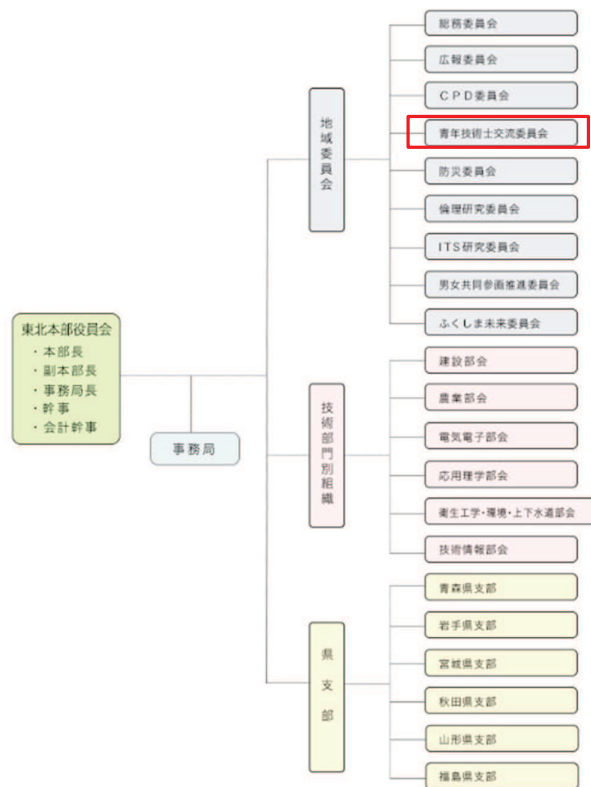 東北本部役員会
・本部長
・副本部長
・事務局長
・幹事
・会計幹事
事務局
地域委員会
総務委員会
広報委員会
CPD委員会
青年技術士交流委員会
防災委員会
倫理研究委員会
ITS研究委員会
男女共同参画推進委員会
ふくしま未来委員会
技術部門別組織
建設部会
農業部会
電気電子部会
応用理学部会
衛生工学・環境・上下水道部会
技術情報部会
県支部
青森県支部
岩手県支部
宮城県支部
秋田県支部
山形県支部
福島県支部